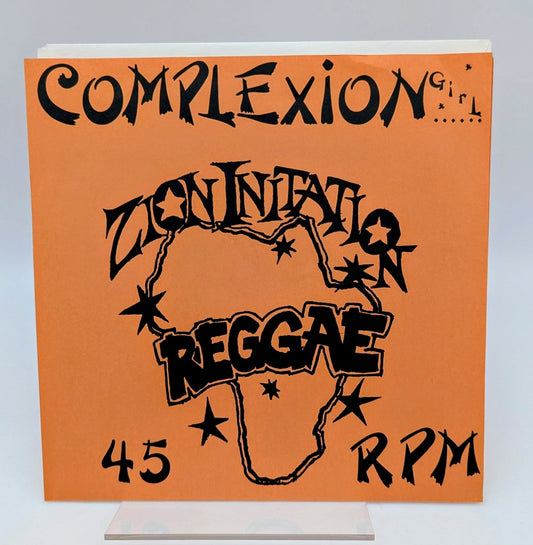 COMPLEXION GirL......
ZION INITATION
REGGAE
45 RPM